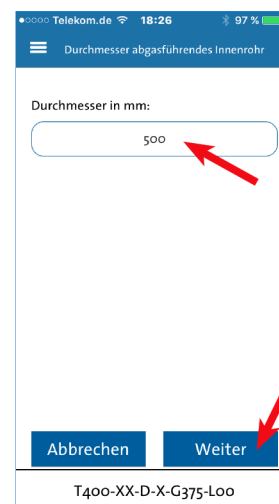 Telekom.de 18:26 97 %
Durchmesser abgasführendes Innenrohr
Durchmesser in mm:
500
Abbrechen Weiter
T400-XX-D-X-G375-L00